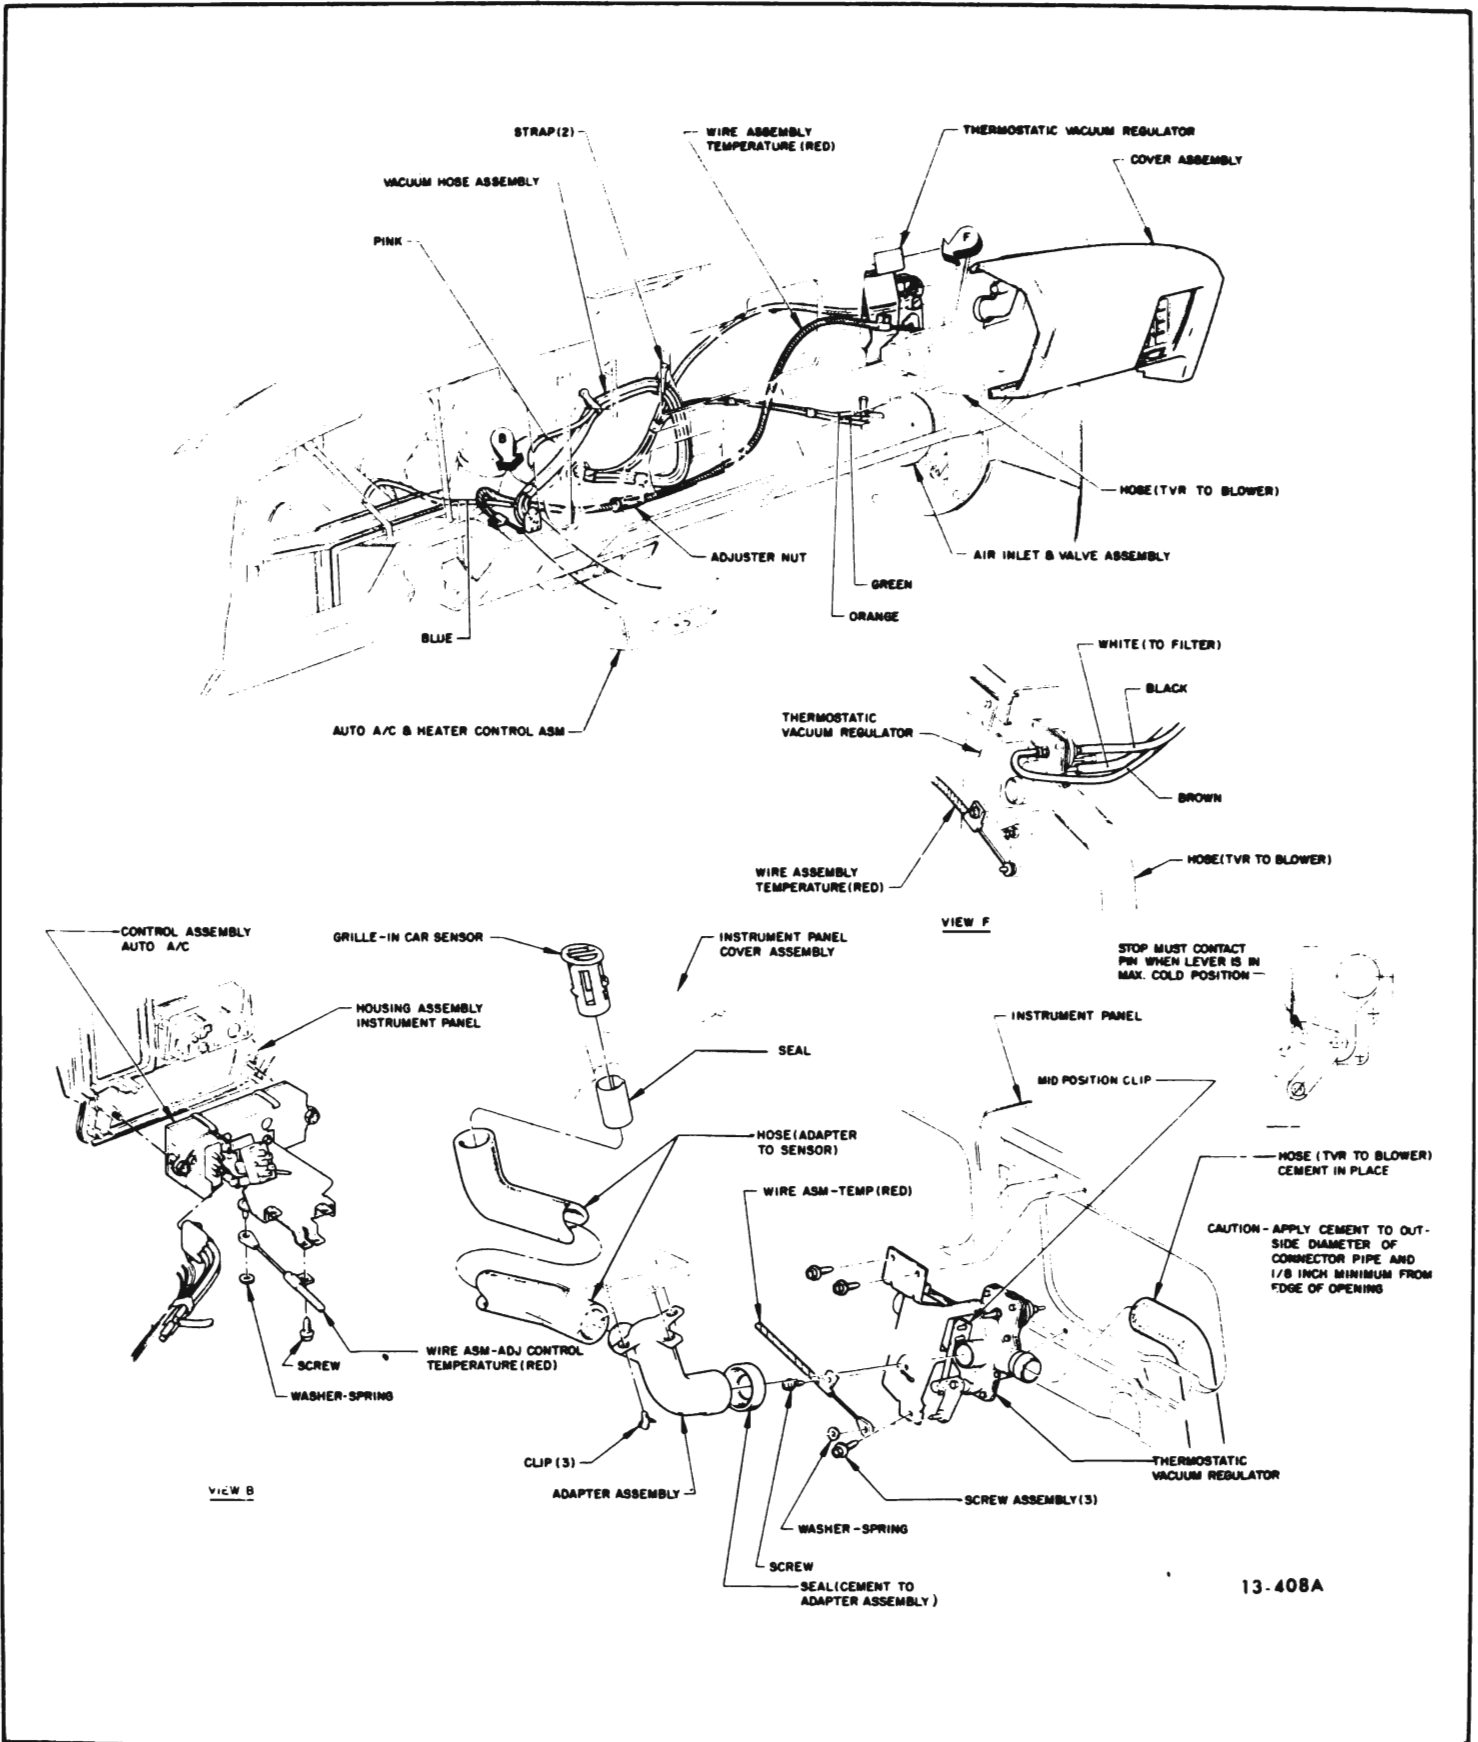 STRAP(2)
WIRE ASSEMBLY
TEMPERATURE (RED)
THERMOSTATIC VACUUM REGULATOR
COVER ASSEMBLY
VACUUM HOSE ASSEMBLY
PINK
F
B
HOSE(TVR TO BLOWER)
ADJUSTER NUT
AIR INLET & VALVE ASSEMBLY
GREEN
ORANGE
BLUE
AUTO A/C & HEATER CONTROL ASM
WHITE(TO FILTER)
BLACK
THERMOSTATIC
VACUUM REGULATOR
BROWN
HOSE(TVR TO BLOWER)
WIRE ASSEMBLY
TEMPERATURE(RED)
VIEW F
CONTROL ASSEMBLY
AUTO A/C
GRILLE-IN CAR SENSOR
INSTRUMENT PANEL
COVER ASSEMBLY
STOP MUST CONTACT
PIN WHEN LEVER IS IN
MAX. COLD POSITION
HOUSING ASSEMBLY
INSTRUMENT PANEL
INSTRUMENT PANEL
SEAL
MID POSITION CLIP
HOSE(ADAPTER
TO SENSOR)
HOSE (TVR TO BLOWER)
CEMENT IN PLACE
WIRE ASM-TEMP(RED)
CAUTION - APPLY CEMENT TO OUT-
SIDE DIAMETER OF
CONNECTOR PIPE AND
1/8 INCH MINIMUM FROM
EDGE OF OPENING
WIRE ASM-ADJ CONTROL
TEMPERATURE(RED)
SCREW
WASHER-SPRING
CLIP(3)
ADAPTER ASSEMBLY
VIEW B
THERMOSTATIC
VACUUM REGULATOR
SCREW ASSEMBLY(3)
WASHER-SPRING
SCREW
SEAL(CEMENT TO
ADAPTER ASSEMBLY)
13-408A